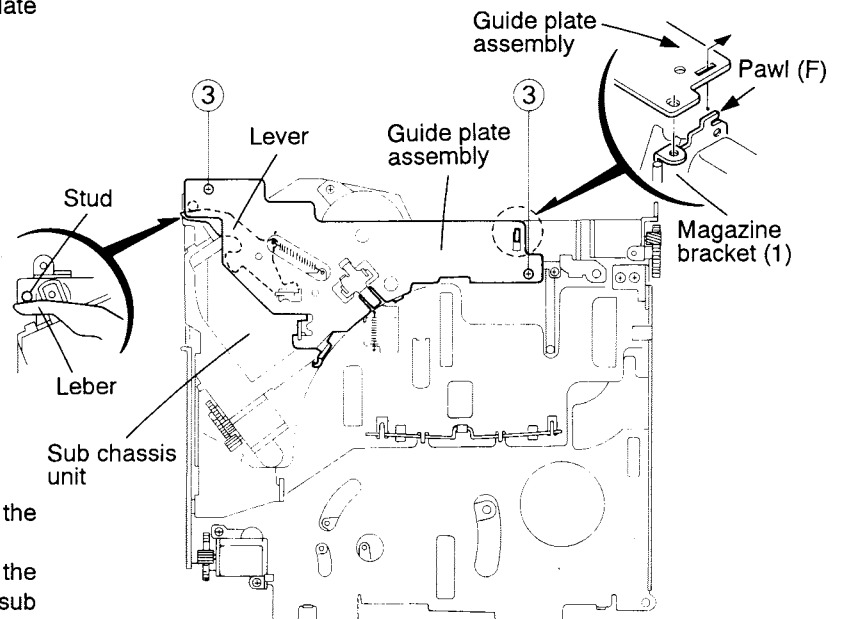 late
Guide plate
assembly
Pawl (F)
3
3
Lever
Guide plate
assembly
Stud
Magazine
bracket (1)
Leber
Sub chassis
unit
the
the
sub